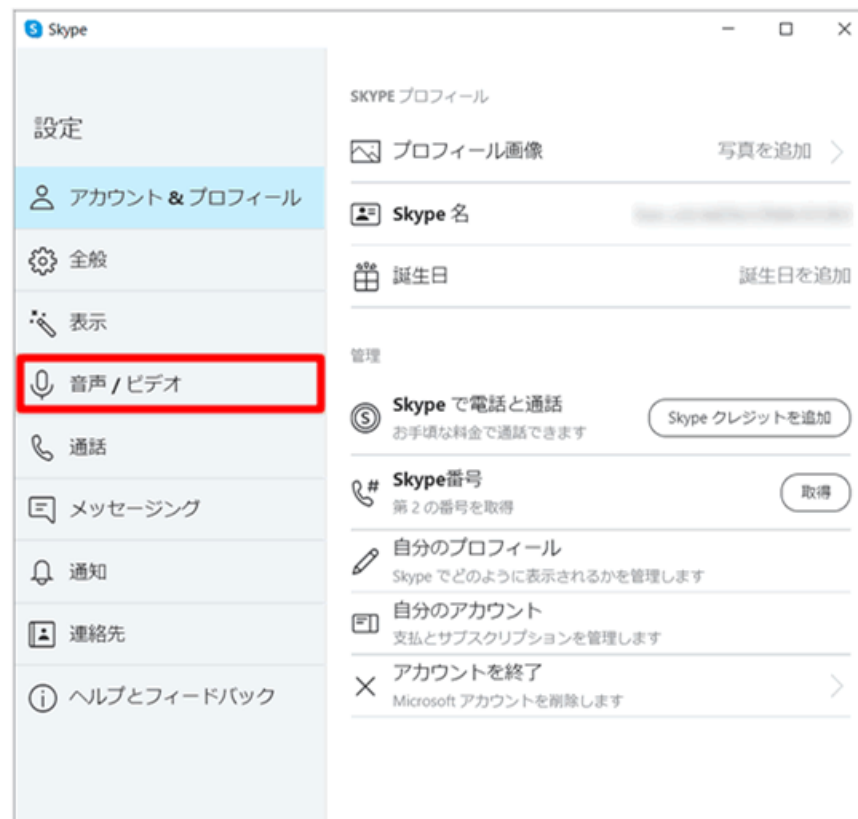 Skype
設定
アカウント & プロフィール
全般
表示
音声 / ビデオ
通話
メッセージング
通知
連絡先
ヘルプとフィードバック
SKYPE プロフィール
プロフィール画像 写真を追加
Skype 名
誕生日 誕生日を追加
管理
Skype で電話と通話
お手頃な料金で通話できます
Skype クレジットを追加
Skype番号
第 2 の番号を取得
取得
自分のプロフィール
Skype でどのように表示されるかを管理します
自分のアカウント
支払とサブスクリプションを管理します
アカウントを終了
Microsoft アカウントを削除します